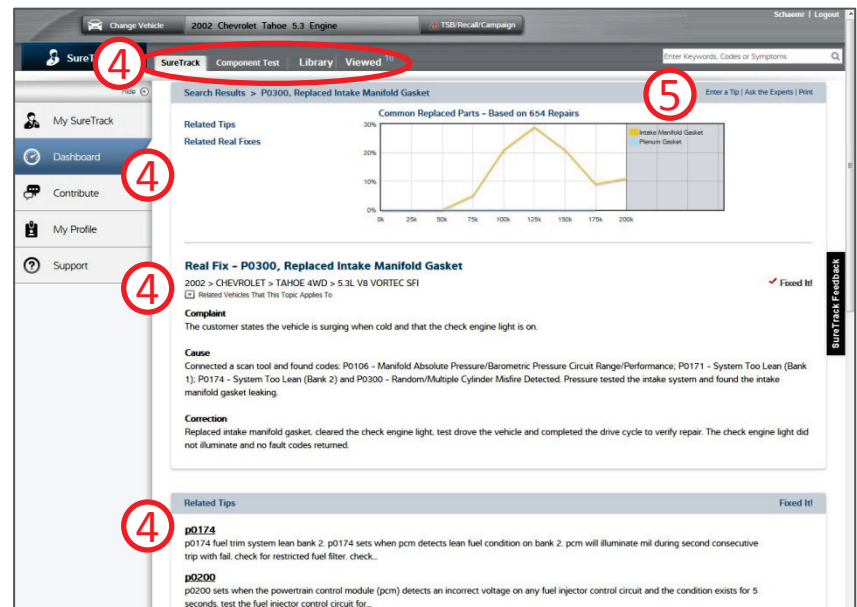 Schaomr | Logout
Change Vehicle
2002 Chevrolet Tahoe 5.3 Engine
TSB/Recall/Campaign
SureT
4
SureTrack
Component Test
Library
Viewed 10
Enter Keywords, Codes or Symptoms
Hide
Search Results > P0300, Replaced Intake Manifold Gasket
5
Enter a Tip | Ask the Experts | Print
My SureTrack
Dashboard
4
Contribute
My Profile
Support
Related Tips
Related Real Fixes
Common Replaced Parts - Based on 654 Repairs
30%
20%
10%
0%
0k 25k 50k 75k 100k 125k 150k 175k 200k
Intake Manifold Gasket
Plenum Gasket
4
Real Fix - P0300, Replaced Intake Manifold Gasket
2002 > CHEVROLET > TAHOE 4WD > 5.3L V8 VORTEC SFI
Fixed It!
Related Vehicles That This Topic Applies To
Complaint
The customer states the vehicle is surging when cold and that the check engine light is on.
Cause
Connected a scan tool and found codes: P0106 - Manifold Absolute Pressure/Barometric Pressure Circuit Range/Performance; P0171 - System Too Lean (Bank
1); P0174 - System Too Lean (Bank 2) and P0300 - Random/Multiple Cylinder Misfire Detected. Pressure tested the intake system and found the intake
manifold gasket leaking.
Correction
Replaced intake manifold gasket, cleared the check engine light, test drove the vehicle and completed the drive cycle to verify repair. The check engine light did
not illuminate and no fault codes returned.
SureTrack Feedback
4
Related Tips
Fixed It!
p0174
p0174 fuel trim system lean bank 2. p0174 sets when pcm detects lean fuel condition on bank 2. pcm will illuminate mil during second consecutive
trip with fail. check for restricted fuel filter. check...
p0200
p0200 sets when the powertrain control module (pcm) detects an incorrect voltage on any fuel injector control circuit and the condition exists for 5
seconds. test the fuel injector control circuit for...